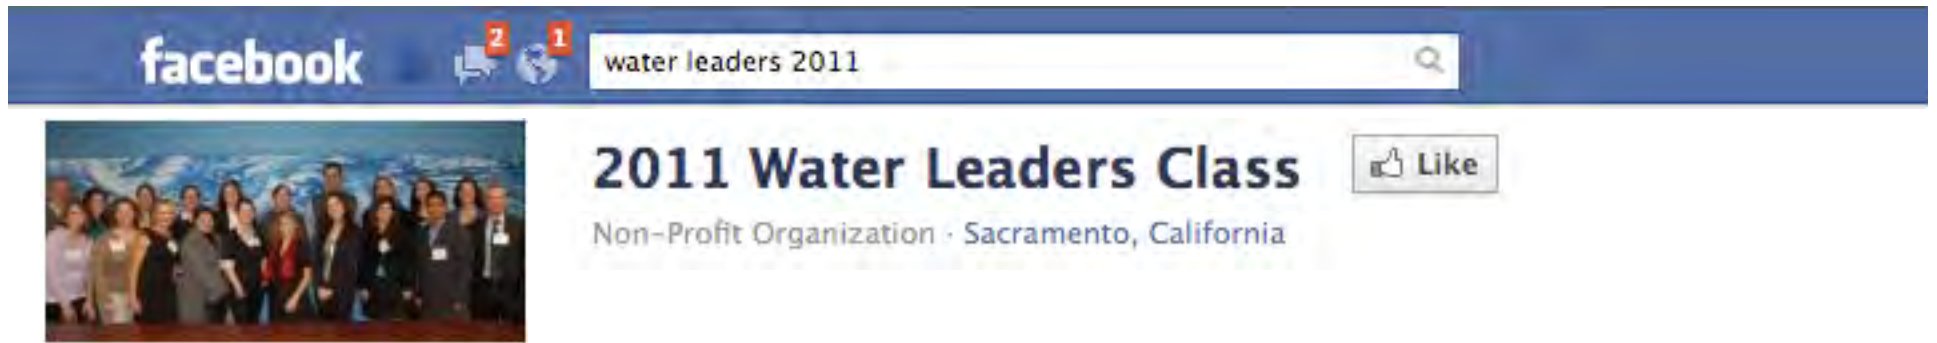 facebook 2 1 water leaders 2011
2011 Water Leaders Class Like
Non-Profit Organization · Sacramento, California